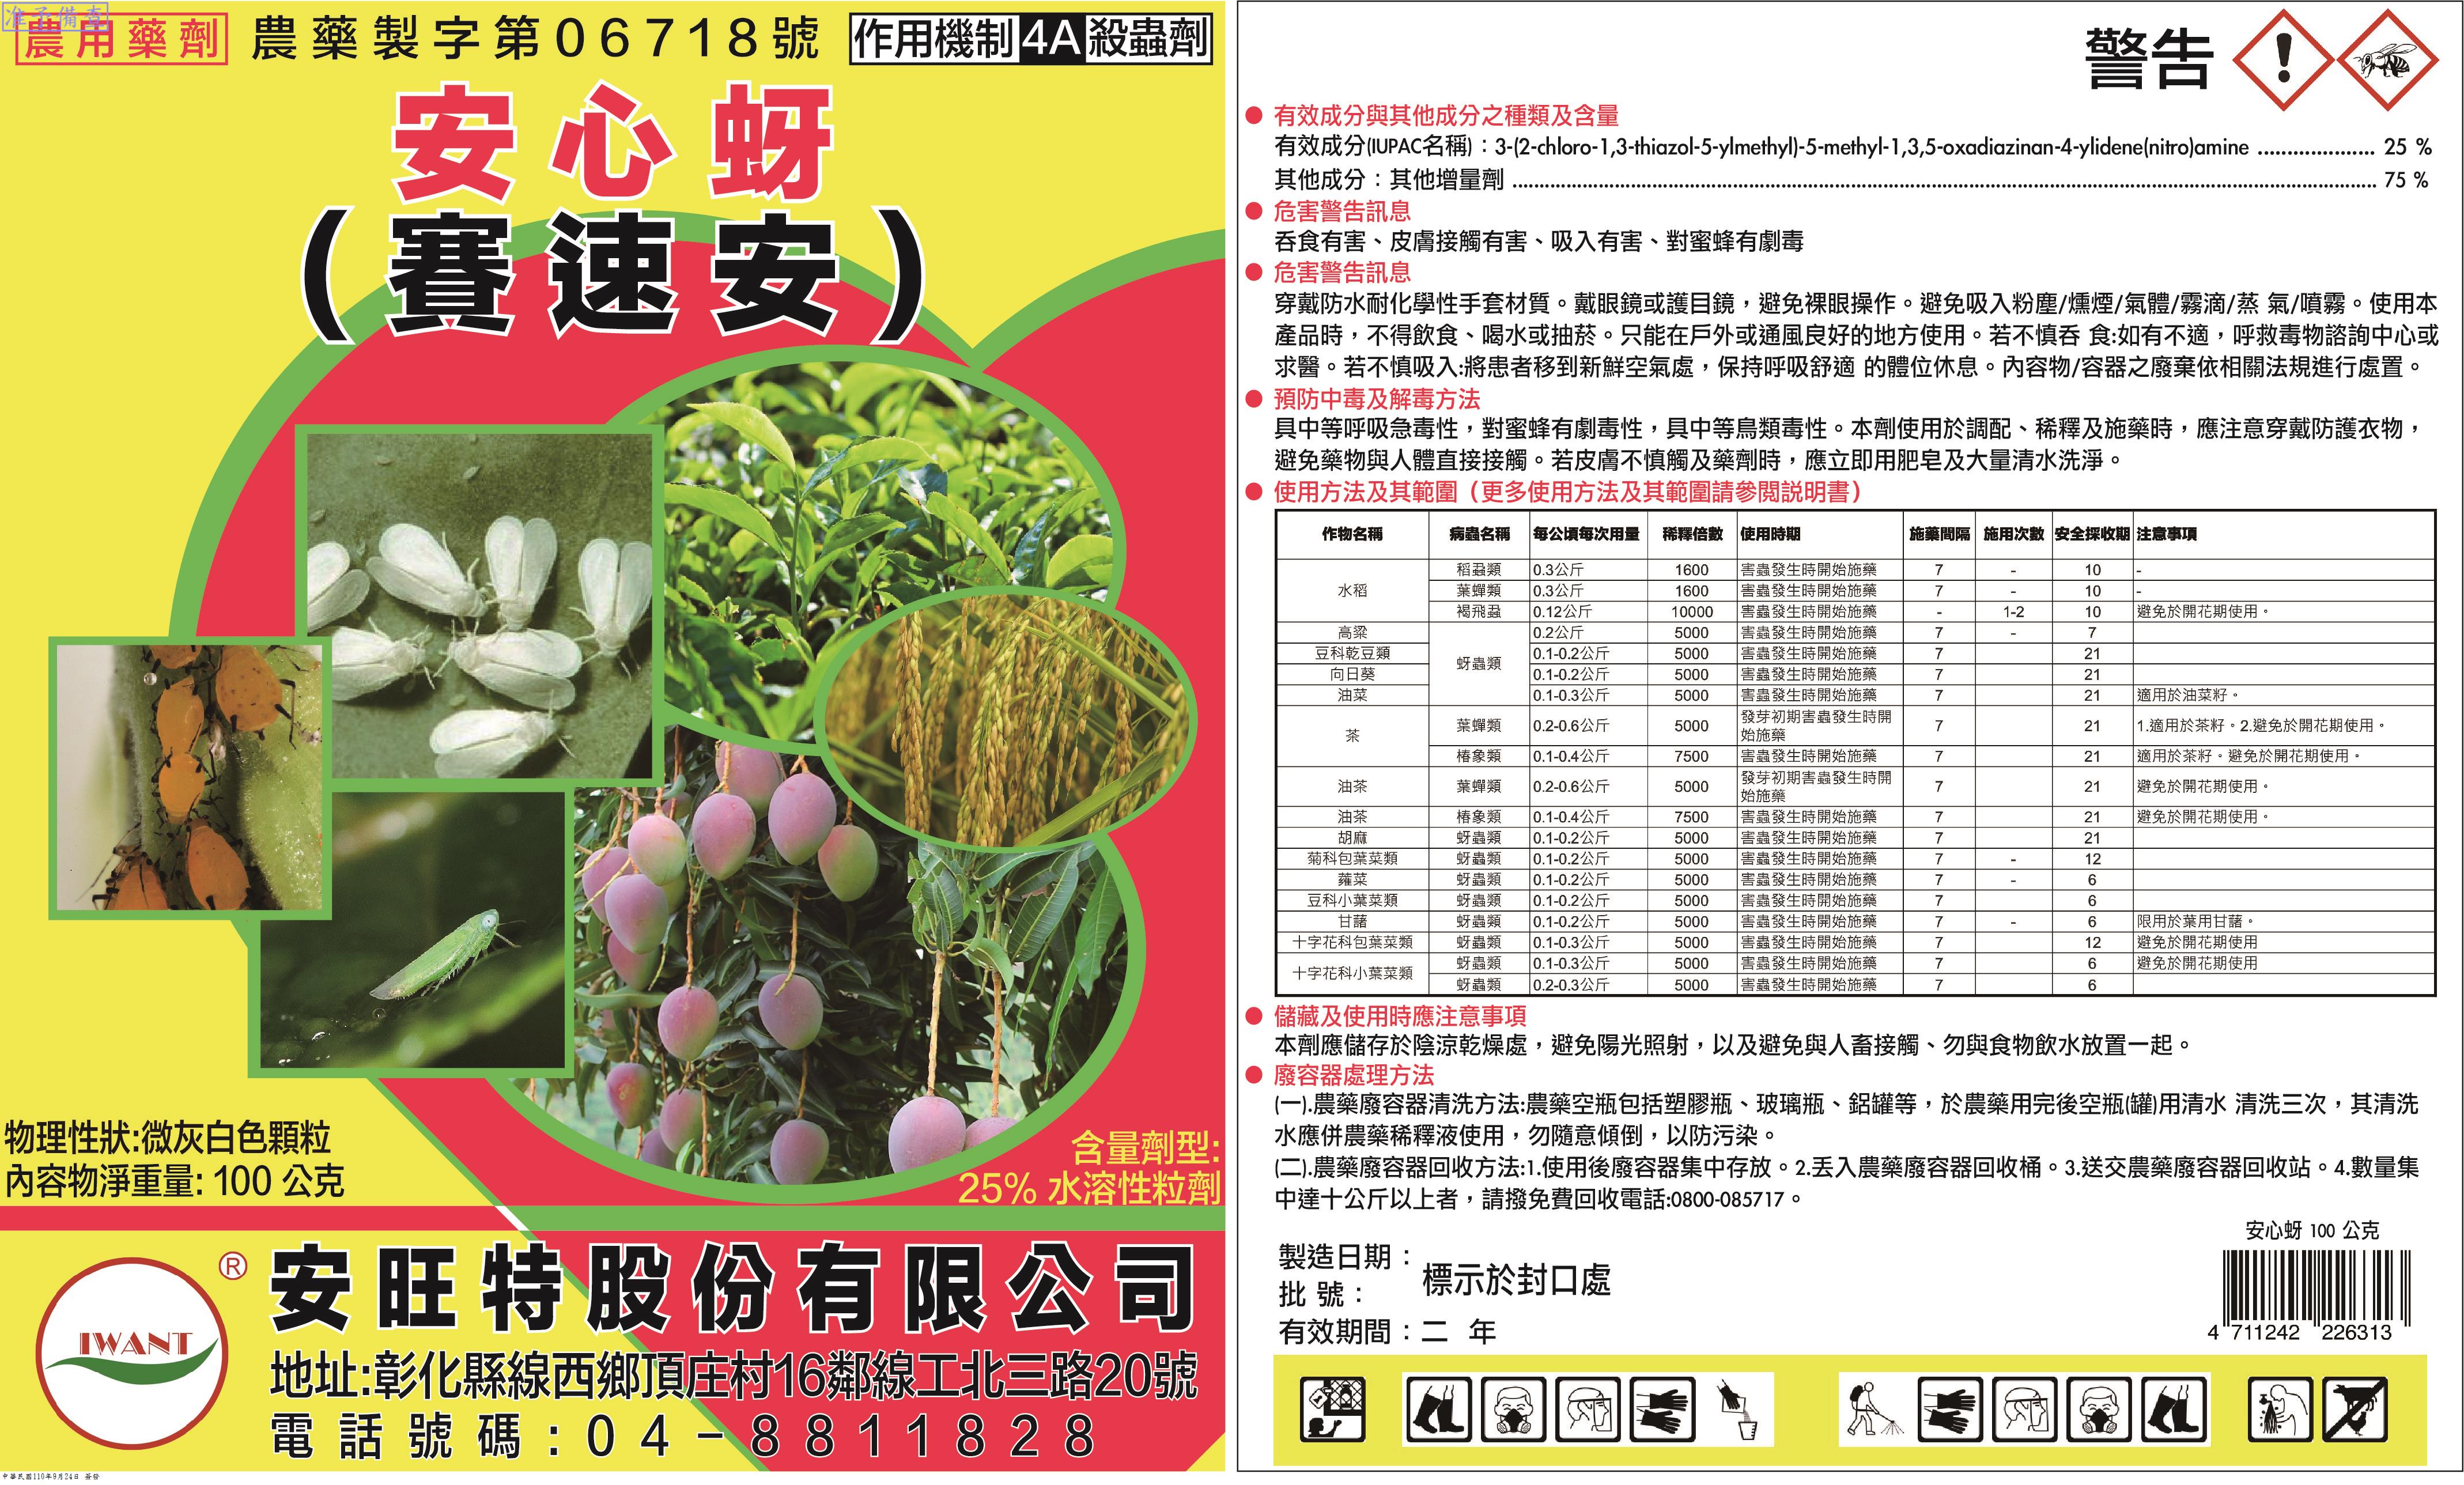 准予備查
農用藥劑 農藥製字第06718號 作用機制4A殺蟲劑
安心蚜
(賽速安)
物理性狀:微灰白色顆粒
內容物淨重量: 100 公克
含量劑型:
25% 水溶性粒劑
IWANT
®
安旺特股份有限公司
地址:彰化縣線西鄉頂庄村16鄰線工北三路20號
電話號碼:04-8811828
中華民國110年9月24日 簽發
警告
有效成分與其他成分之種類及含量
有效成分(IUPAC名稱)：3-(2-chloro-1,3-thiazol-5-ylmethyl)-5-methyl-1,3,5-oxadiazinan-4-ylidene(nitro)amine .................... 25 %
其他成分：其他增量劑 .................... 75 %
危害警告訊息
吞食有害、皮膚接觸有害、吸入有害、對蜜蜂有劇毒
危害警告訊息
穿戴防水耐化學性手套材質。戴眼鏡或護目鏡，避免裸眼操作。避免吸入粉塵/燻煙/氣體/霧滴/蒸 氣/噴霧。使用本
產品時，不得飲食、喝水或抽菸。只能在戶外或通風良好的地方使用。若不慎吞 食:如有不適，呼救毒物諮詢中心或
求醫。若不慎吸入:將患者移到新鮮空氣處，保持呼吸舒適 的體位休息。內容物/容器之廢棄依相關法規進行處置。
預防中毒及解毒方法
具中等呼吸急毒性，對蜜蜂有劇毒性，具中等鳥類毒性。本劑使用於調配、稀釋及施藥時，應注意穿戴防護衣物，
避免藥物與人體直接接觸。若皮膚不慎觸及藥劑時，應立即用肥皂及大量清水洗淨。
使用方法及其範圍（更多使用方法及其範圍請參閱説明書）
作物名稱 病蟲名稱 每公頃每次用量 稀釋倍數 使用時期 施藥間隔 施用次數 安全採收期 注意事項
水稻 稻蝨類 0.3公斤 1600 害蟲發生時開始施藥 7 - 10 -
葉蟬類 0.3公斤 1600 害蟲發生時開始施藥 7 - 10 -
褐飛蝨 0.12公斤 10000 害蟲發生時開始施藥 - 1-2 10 避免於開花期使用。
高粱 蚜蟲類 0.2公斤 5000 害蟲發生時開始施藥 7 - 7
豆科乾豆類 0.1-0.2公斤 5000 害蟲發生時開始施藥 7 21
向日葵 0.1-0.2公斤 5000 害蟲發生時開始施藥 7 21
油菜 0.1-0.3公斤 5000 害蟲發生時開始施藥 7 21 適用於油菜籽。
茶 葉蟬類 0.2-0.6公斤 5000 發芽初期害蟲發生時開
始施藥 7 21 1.適用於茶籽。2.避免於開花期使用。
椿象類 0.1-0.4公斤 7500 害蟲發生時開始施藥 7 21 適用於茶籽。避免於開花期使用。
油茶 葉蟬類 0.2-0.6公斤 5000 發芽初期害蟲發生時開
始施藥 7 21 避免於開花期使用。
油茶 椿象類 0.1-0.4公斤 7500 害蟲發生時開始施藥 7 21 避免於開花期使用。
胡麻 蚜蟲類 0.1-0.2公斤 5000 害蟲發生時開始施藥 7 21
菊科包葉菜類 蚜蟲類 0.1-0.2公斤 5000 害蟲發生時開始施藥 7 - 12
蕹菜 蚜蟲類 0.1-0.2公斤 5000 害蟲發生時開始施藥 7 - 6
豆科小葉菜類 蚜蟲類 0.1-0.2公斤 5000 害蟲發生時開始施藥 7 6
甘藷 蚜蟲類 0.1-0.2公斤 5000 害蟲發生時開始施藥 7 - 6 限用於葉用甘藷。
十字花科包葉菜類 蚜蟲類 0.1-0.3公斤 5000 害蟲發生時開始施藥 7 12 避免於開花期使用
十字花科小葉菜類 蚜蟲類 0.1-0.3公斤 5000 害蟲發生時開始施藥 7 6 避免於開花期使用
蚜蟲類 0.2-0.3公斤 5000 害蟲發生時開始施藥 7 6
儲藏及使用時應注意事項
本劑應儲存於陰涼乾燥處，避免陽光照射，以及避免與人畜接觸、勿與食物飲水放置一起。
廢容器處理方法
(一).農藥廢容器清洗方法:農藥空瓶包括塑膠瓶、玻璃瓶、鋁罐等，於農藥用完後空瓶(罐)用清水 清洗三次，其清洗
水應併農藥稀釋液使用，勿隨意傾倒，以防污染。
(二).農藥廢容器回收方法:1.使用後廢容器集中存放。2.丟入農藥廢容器回收桶。3.送交農藥廢容器回收站。4.數量集
中達十公斤以上者，請撥免費回收電話:0800-085717。
安心蚜 100 公克
製造日期：
批 號： 標示於封口處
有效期間：二 年
4 711242 226313